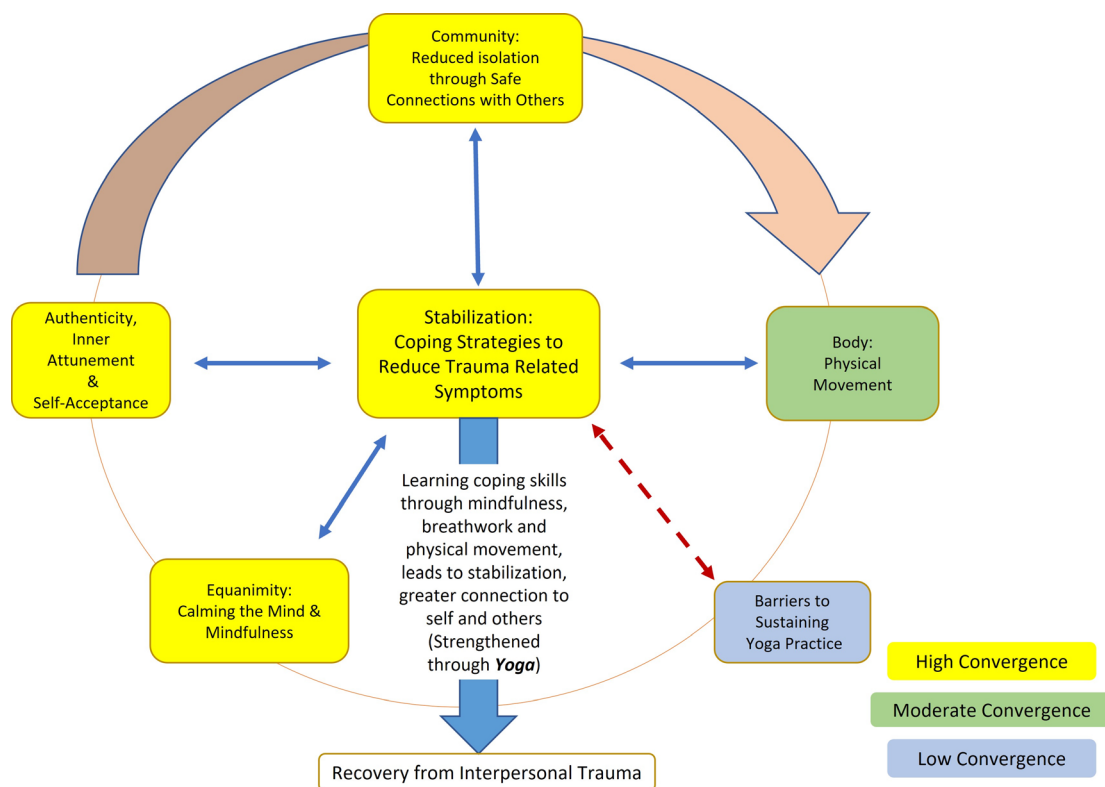 Community:
Reduced isolation
through Safe
Connections with Others
Authenticity,
Inner
Attunement
&
Self-Acceptance
Stabilization:
Coping Strategies to
Reduce Trauma Related
Symptoms
Body:
Physical
Movement
Learning coping skills
through mindfulness,
breathwork and
physical movement,
leads to stabilization,
greater connection to
self and others
(Strengthened
through Yoga)
Equanimity:
Calming the Mind &
Mindfulness
Barriers to
Sustaining
Yoga Practice
High Convergence
Moderate Convergence
Low Convergence
Recovery from Interpersonal Trauma